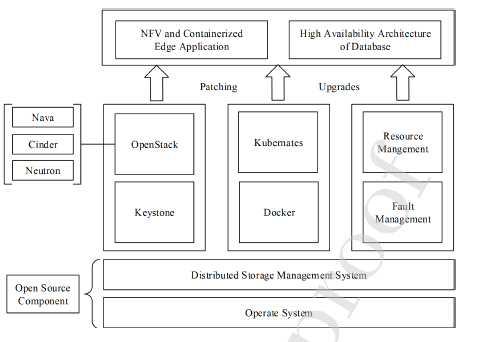 NFV and Containerized
Edge Application
High Availability Architecture
of Database
Patching
Upgrades
Nava
Cinder
Neutron
OpenStack
Keystone
Kubernates
Docker
Resource
Mangement
Fault
Management
Open Source
Component
Distributed Storage Management System
Operate System
proof